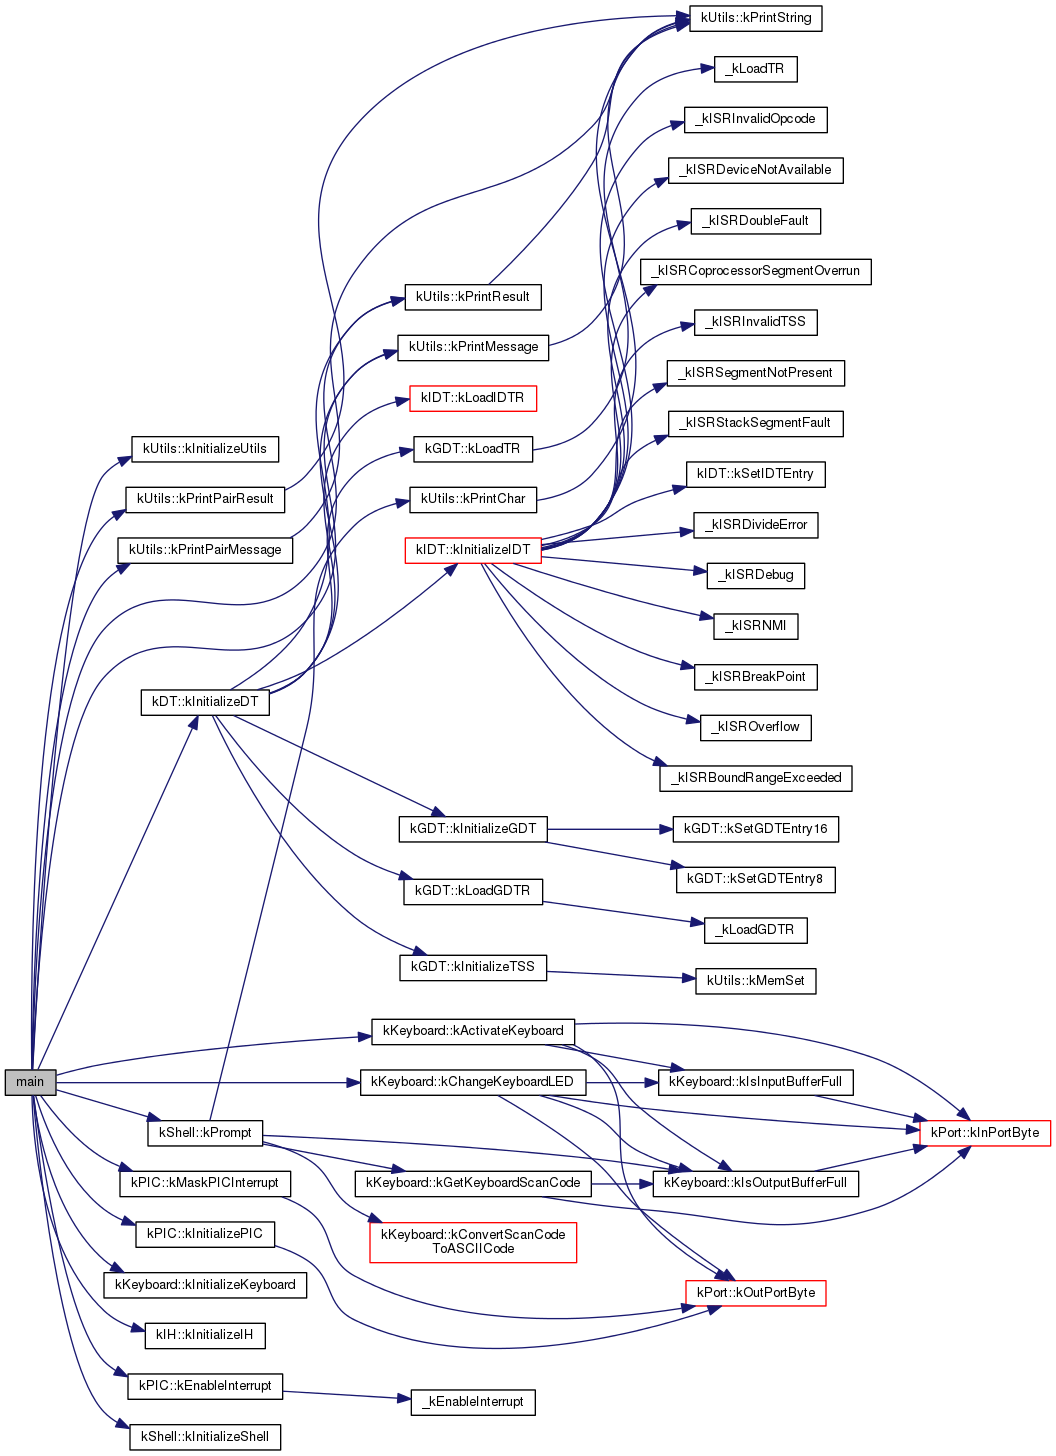 kUtils::kPrintString
_kLoadTR
_kISRInvalidOpcode
_kISRDeviceNotAvailable
_kISRDoubleFault
_kISRCoprocessorSegmentOverrun
kUtils::kPrintResult
_kISRInvalidTSS
kUtils::kPrintMessage
_kISRSegmentNotPresent
kIDT::kLoadIDTR
_kISRStackSegmentFault
kUtils::kInitializeUtils
kGDT::kLoadTR
kIDT::kSetIDTEntry
kUtils::kPrintPairResult
kUtils::kPrintChar
_kISRDivideError
kUtils::kPrintPairMessage
kIDT::kInitializeIDT
_kISRDebug
_kISRNMI
_kISRBreakPoint
kDT::kInitializeDT
_kISROverflow
_kISRBoundRangeExceeded
kGDT::kInitializeGDT
kGDT::kSetGDTEntry16
kGDT::kSetGDTEntry8
kGDT::kLoadGDTR
_kLoadGDTR
kGDT::kInitializeTSS
kUtils::kMemSet
kKeyboard::kActivateKeyboard
main
kKeyboard::kChangeKeyboardLED
kKeyboard::kIsInputBufferFull
kShell::kPrompt
kPort::kInPortByte
kPIC::kMaskPICInterrupt
kKeyboard::kGetKeyboardScanCode
kKeyboard::kIsOutputBufferFull
kPIC::kInitializePIC
kKeyboard::kConvertScanCode
ToASCIICode
kKeyboard::kInitializeKeyboard
kPort::kOutPortByte
kIH::kInitializeIH
kPIC::kEnableInterrupt
_kEnableInterrupt
kShell::kInitializeShell